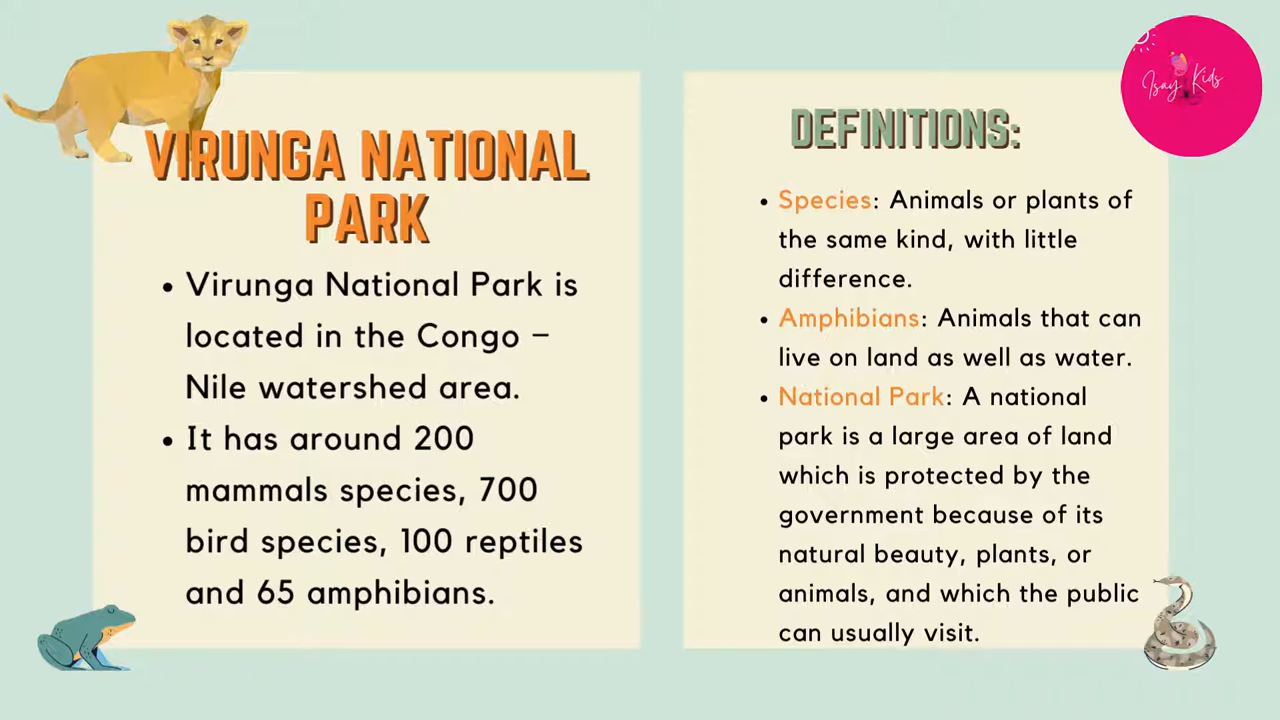 VIRUNGA NATIONAL
PARK
• Virunga National Park is
located in the Congo –
Nile watershed area.
• It has around 200
mammals species, 700
bird species, 100 reptiles
and 65 amphibians.
DEFINITIONS:
• Species: Animals or plants of
the same kind, with little
difference.
• Amphibians: Animals that can
live on land as well as water.
• National Park: A national
park is a large area of land
which is protected by the
government because of its
natural beauty, plants, or
animals, and which the public
can usually visit.
Isay Kids